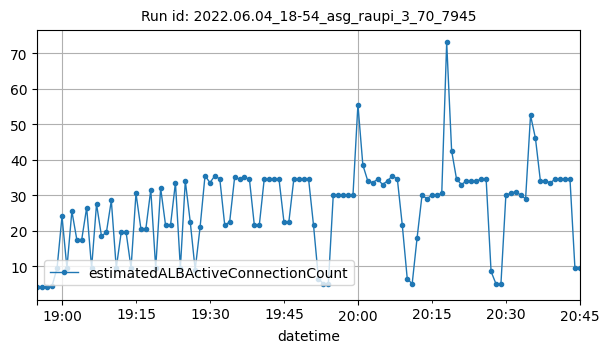 Run id: 2022.06.04_18-54_asg_raupi_3_70_7945
70
60
50
40
30
20
10
estimatedALBActiveConnectionCount
19:00 19:15 19:30 19:45 20:00 20:15 20:30 20:45
datetime